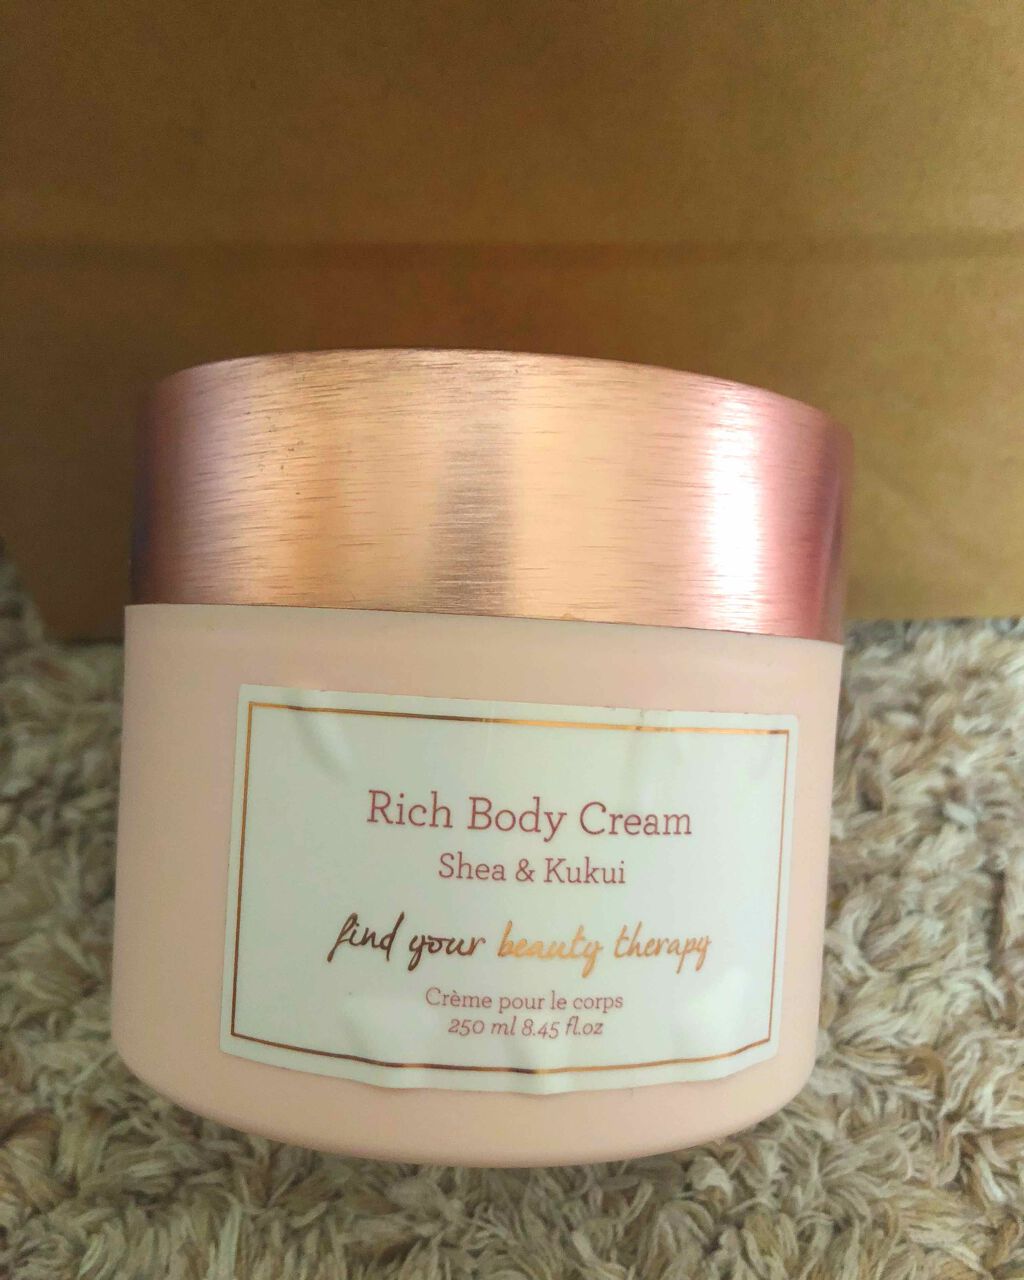 Rich Body Cream
Shea & Kukui
find your beauty therapy
Crème pour le corps
250 ml 8.45 fl.oz